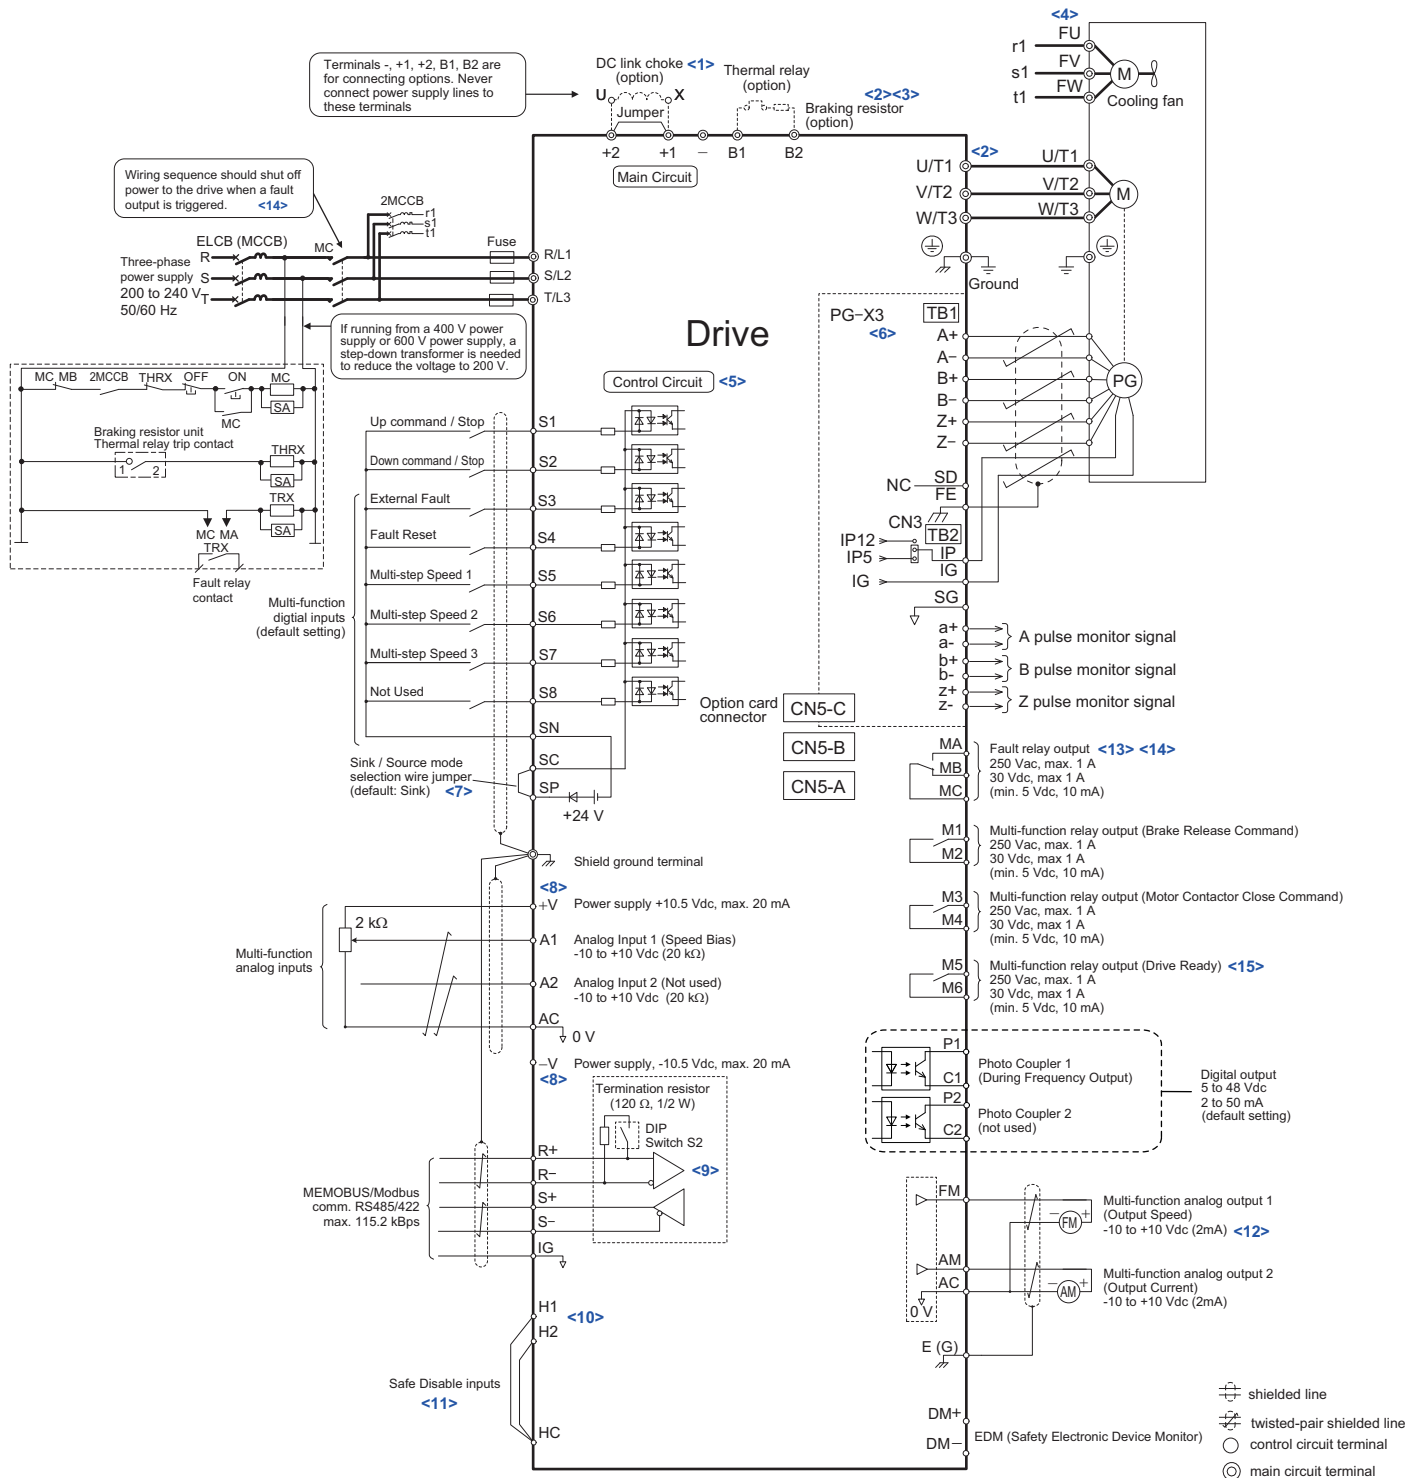 Terminals -, +1, +2, B1, B2 are
for connecting options. Never
connect power supply lines to
these terminals
DC link choke <1>
(option)
U X
Jumper
Thermal relay
(option)
<2><3>
Braking resistor
(option)
+2 +1 − B1 B2
Main Circuit
<4>
FU
r1
FV
s1
FW
t1
M
Cooling fan
<2>
U/T1 U/T1
V/T2 V/T2
W/T3 W/T3
M
Ground
Wiring sequence should shut off
power to the drive when a fault
output is triggered. <14>
2MCCB
r1
s1
t1
ELCB (MCCB)
MC
Fuse
Three-phase
power supply
200 to 240 V
50/60 Hz
R
S
T
R/L1
S/L2
T/L3
If running from a 400 V power
supply or 600 V power supply, a
step-down transformer is needed
to reduce the voltage to 200 V.
Drive
MC MB 2MCCB THRX OFF ON MC
SA
MC
Braking resistor unit
Thermal relay trip contact
1 2
THRX
SA
TRX
SA
MC MA
TRX
Fault relay
contact
Control Circuit <5>
Up command / Stop S1
Down command / Stop S2
External Fault S3
Fault Reset S4
Multi-step Speed 1 S5
Multi-step Speed 2 S6
Multi-step Speed 3 S7
Not Used S8
Multi-function
digtial inputs
(default setting)
SN
SC
SP
Sink / Source mode
selection wire jumper
(default: Sink) <7>
+24 V
Option card
connector
CN5-C
CN5-B
CN5-A
PG−X3
<6>
TB1
A+
A−
B+
B−
Z+
Z−
PG
NC
SD
FE
CN3
TB2
IP12
IP5
IP
IG
IG
SG
a+
a-
A pulse monitor signal
b+
b-
B pulse monitor signal
z+
z-
Z pulse monitor signal
MA
MB
MC
Fault relay output <13> <14>
250 Vac, max. 1 A
30 Vdc, max 1 A
(min. 5 Vdc, 10 mA)
M1
M2
Multi-function relay output (Brake Release Command)
250 Vac, max. 1 A
30 Vdc, max 1 A
(min. 5 Vdc, 10 mA)
M3
M4
Multi-function relay output (Motor Contactor Close Command)
250 Vac, max. 1 A
30 Vdc, max 1 A
(min. 5 Vdc, 10 mA)
M5
M6
Multi-function relay output (Drive Ready) <15>
250 Vac, max. 1 A
30 Vdc, max 1 A
(min. 5 Vdc, 10 mA)
Shield ground terminal
<8>
+V Power supply +10.5 Vdc, max. 20 mA
2 kΩ
A1 Analog Input 1 (Speed Bias)
-10 to +10 Vdc (20 kΩ)
Multi-function
analog inputs
A2 Analog Input 2 (Not used)
-10 to +10 Vdc (20 kΩ)
AC
0 V
−V Power supply, -10.5 Vdc, max. 20 mA
<8>
Termination resistor
(120 Ω, 1/2 W)
DIP
Switch S2
<9>
MEMOBUS/Modbus
comm. RS485/422
max. 115.2 kBps
R+
R−
S+
S−
IG
H1
H2
<10>
Safe Disable inputs
<11>
HC
P1
C1
Photo Coupler 1
(During Frequency Output)
P2
C2
Photo Coupler 2
(not used)
Digital output
5 to 48 Vdc
2 to 50 mA
(default setting)
FM
− +
FM
Multi-function analog output 1
(Output Speed)
-10 to +10 Vdc (2mA) <12>
AM
AC
− +
AM
0 V
Multi-function analog output 2
(Output Current)
-10 to +10 Vdc (2mA)
E (G)
DM+
DM−
EDM (Safety Electronic Device Monitor)
shielded line
twisted-pair shielded line
control circuit terminal
main circuit terminal